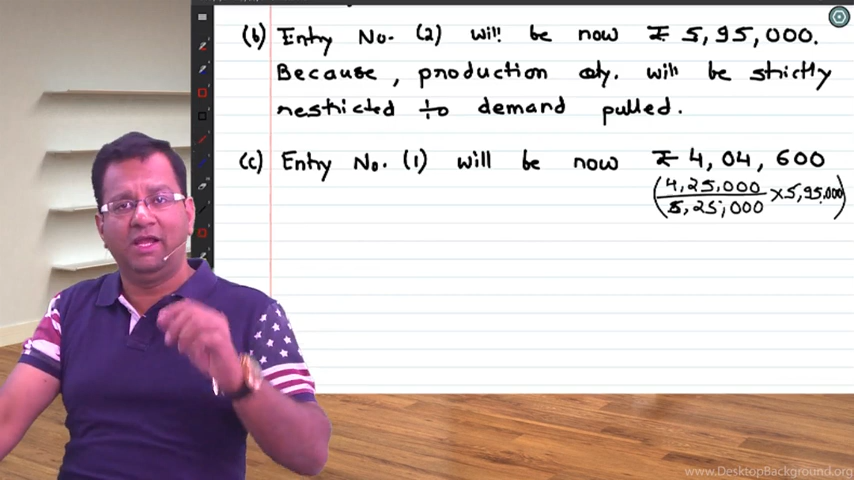 (b) Entry No. (2) will be now ₹ 5,95,000.
Because, production qty. will be strictly
restricted to demand pulled.
(c) Entry No. (1) will be now ₹ 4,04,600
(4,25,000
5,25,000 × 5,95,000)
www.DesktopBackground.org